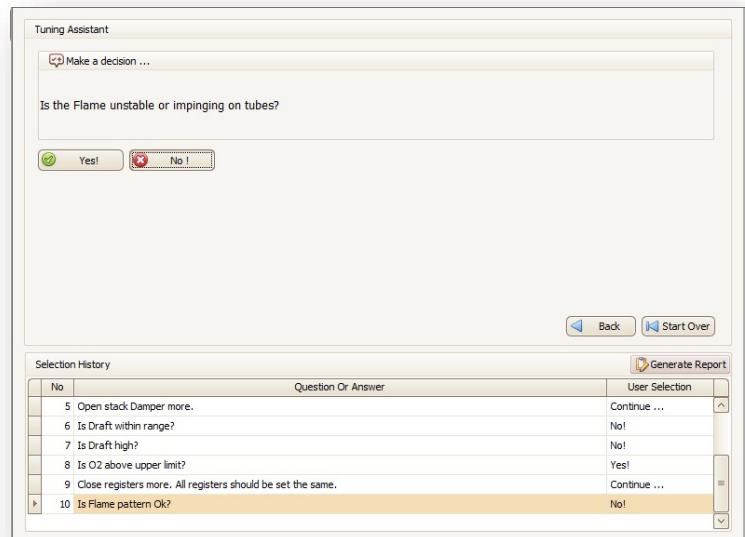 Tuning Assistant
Make a decision ...
Is the Flame unstable or impinging on tubes?
Yes! No !
Back Start Over
Selection History Generate Report
No Question Or Answer User Selection
5 Open stack Damper more. Continue ...
6 Is Draft within range? No!
7 Is Draft high? No!
8 Is O2 above upper limit? Yes!
9 Close registers more. All registers should be set the same. Continue ...
10 Is Flame pattern Ok? No!